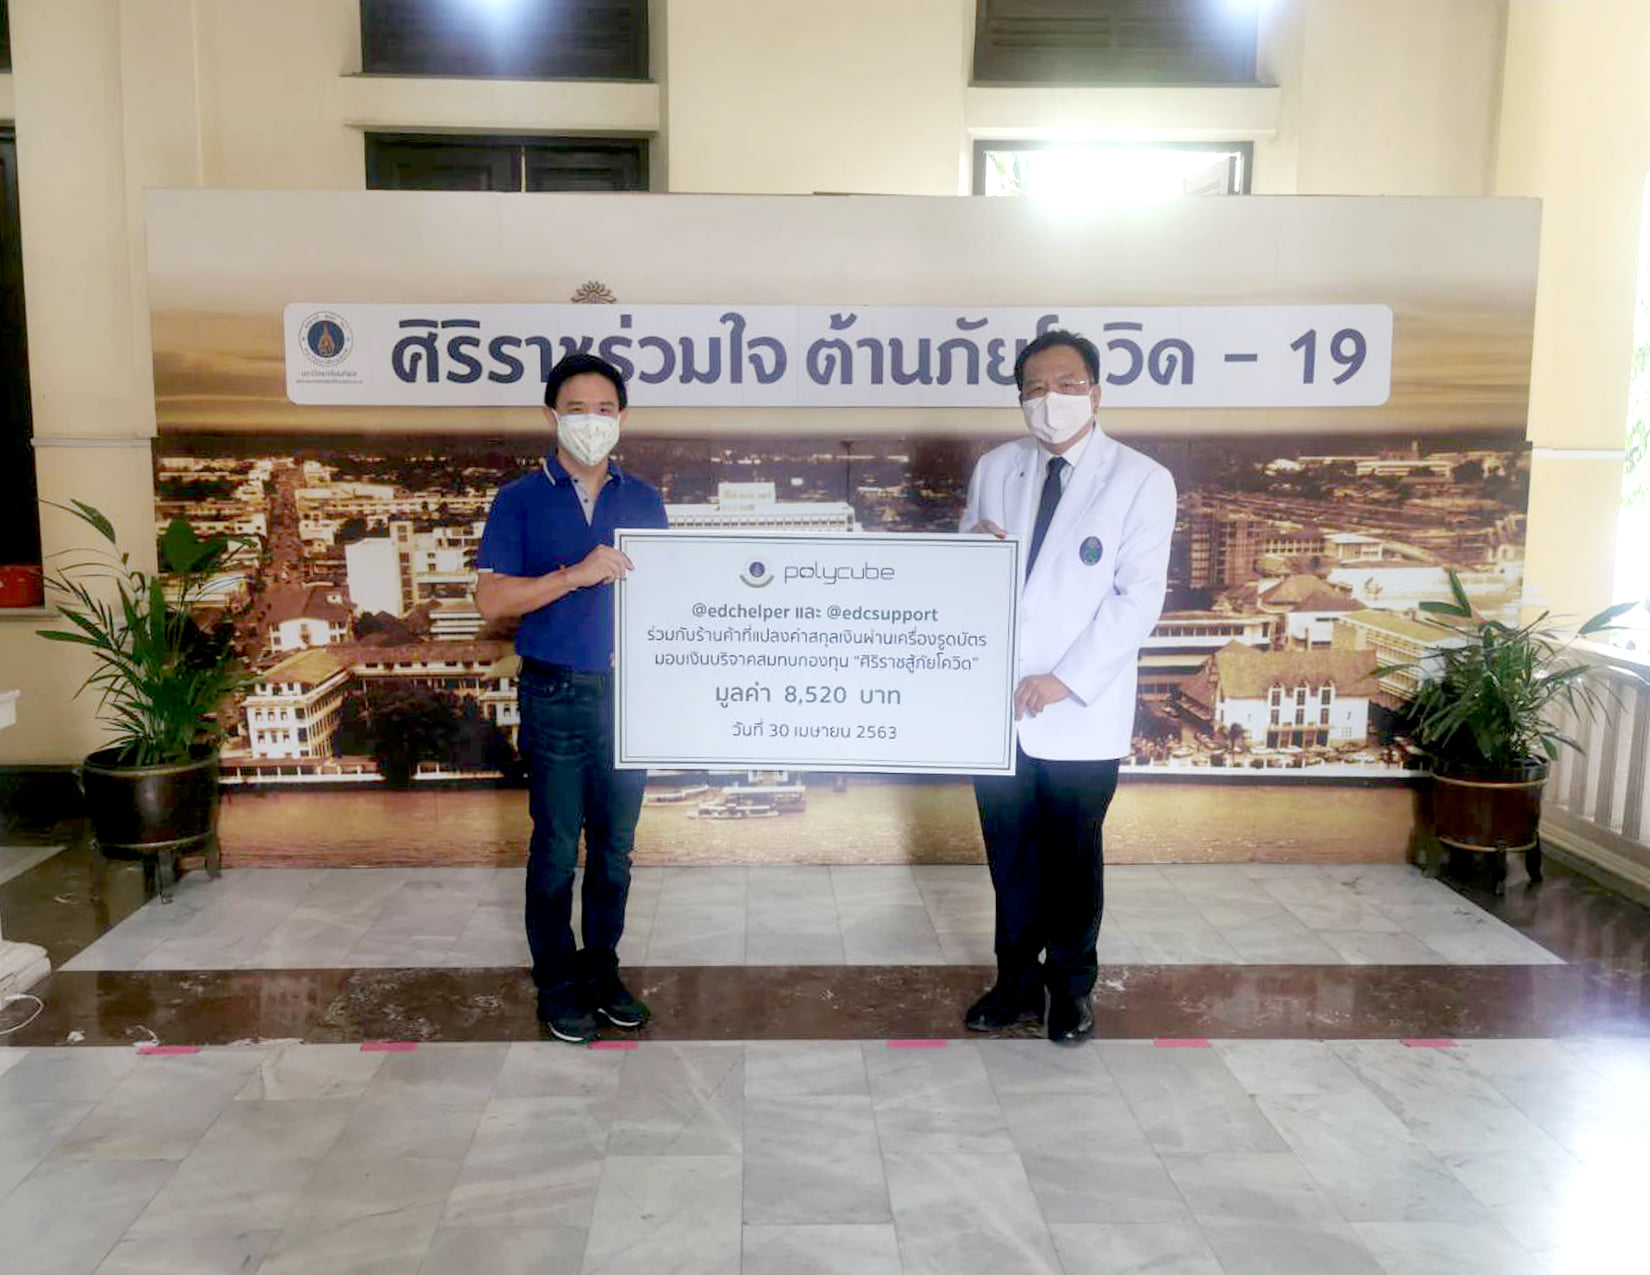 ศิริราชร่วมใจ ต้านภัยโควิด - 19
polycube
@edchelper และ @edcsupport
ร่วมกับร้านค้าที่แปลงค่าสกุลเงินผ่านเครื่องรูดบัตร
มอบเงินบริจาคสมทบกองทุน "ศิริราชสู้ภัยโควิด"
มูลค่า 8,520 บาท
วันที่ 30 เมษายน 2563